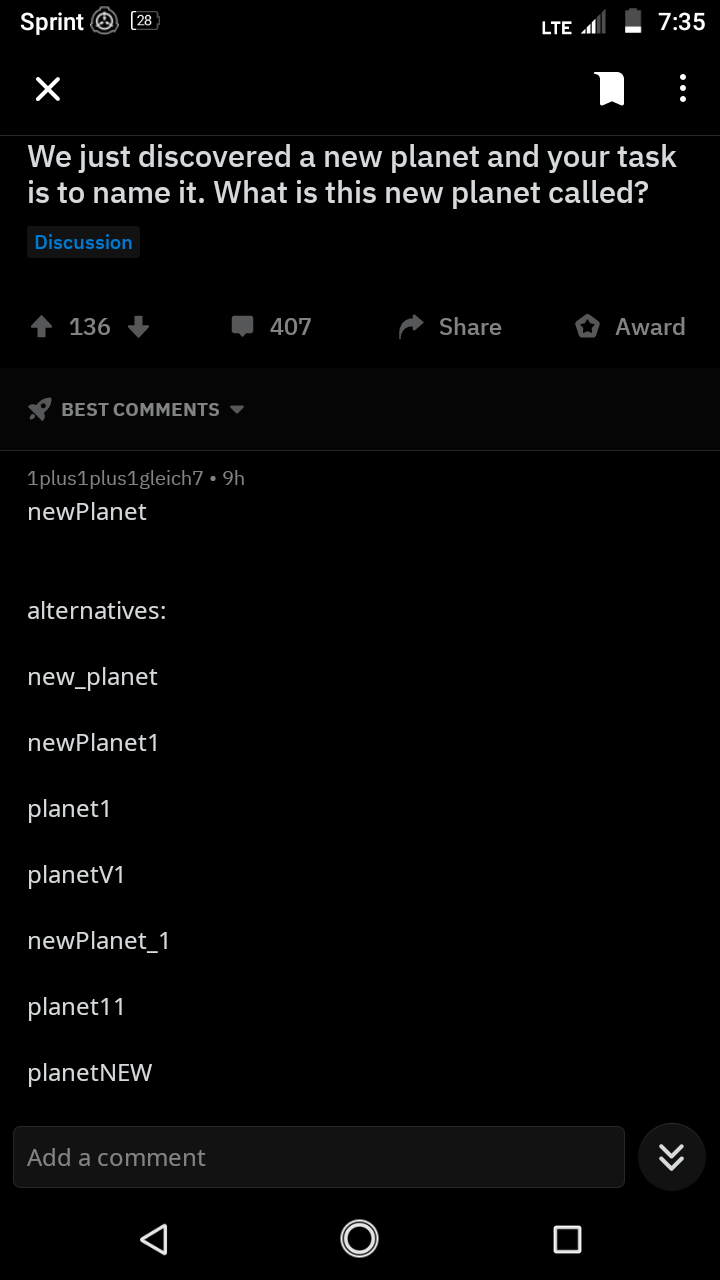 Sprint 28 LTE 7:35
We just discovered a new planet and your task
is to name it. What is this new planet called?
Discussion
136 407 Share Award
BEST COMMENTS
1plus1plus1gleich7 • 9h
newPlanet
alternatives:
new_planet
newPlanet1
planet1
planetV1
newPlanet_1
planet11
planetNEW
Add a comment